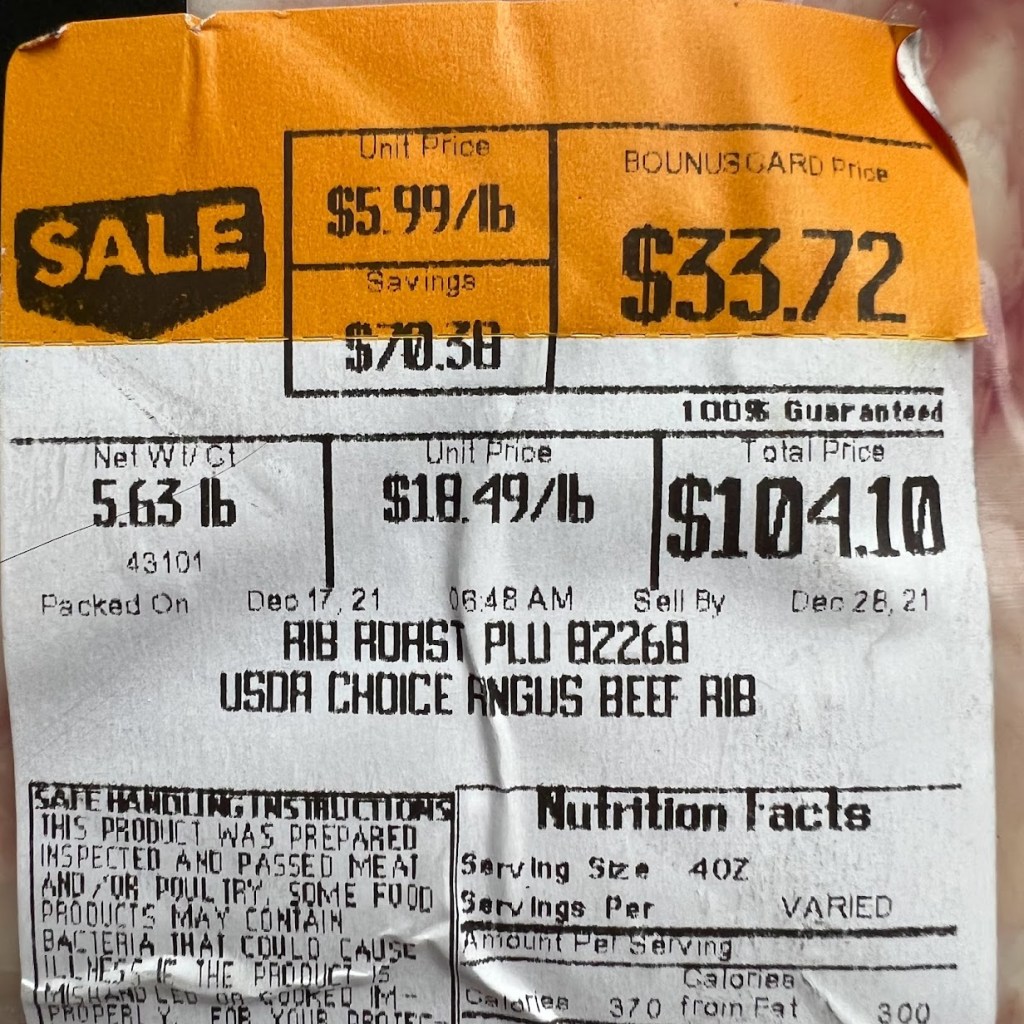 Unit Price
BOUNUSCARD Price
SALE
$5.99/lb
$33.72
Savings
$70.38
100% Guaranteed
Net Wt/Ct
Unit Price
Total Price
5.63 lb
$18.49/lb
$104.10
43101
Packed On Dec 17, 21 06:48 AM Sell By Dec 28, 21
RIB ROAST PLU 82268
USDA CHOICE ANGUS BEEF RIB
SAFE HANDLING INSTRUCTIONS
THIS PRODUCT WAS PREPARED
INSPECTED AND PASSED MEAT
AND/OR POULTRY, SOME FOOD
PRODUCTS MAY CONTAIN
BACTERIA THAT COULD CAUSE
ILLNESS IF THE PRODUCT IS
MISHANDLED OR COOKED IM-
PROPERLY. FOR YOUR PROTEC-
Nutrition Facts
Serving Size 4OZ
Servings Per VARIED
Amount Per Serving
Calories
Calories 370 from Fat 300